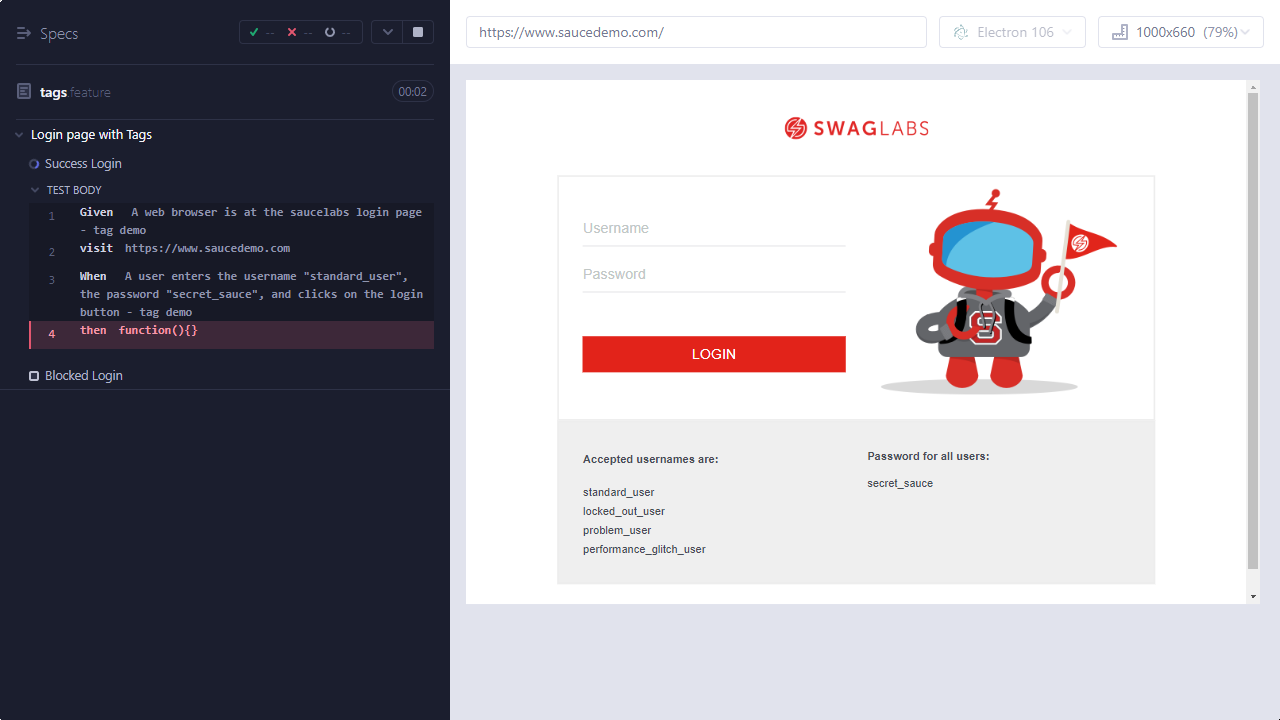 Specs
--
--
--
tags.feature
00:02
Login page with Tags
Success Login
TEST BODY
1 Given A web browser is at the saucelabs login page
- tag demo
2 visit https://www.saucedemo.com
3 When A user enters the username "standard_user",
the password "secret_sauce", and clicks on the login
button - tag demo
4 then function(){}
Blocked Login
https://www.saucedemo.com/
Electron 106
1000x660 (79%)
SWAGLABS
Username
Password
LOGIN
S
Accepted usernames are:
standard_user
locked_out_user
problem_user
performance_glitch_user
Password for all users:
secret_sauce